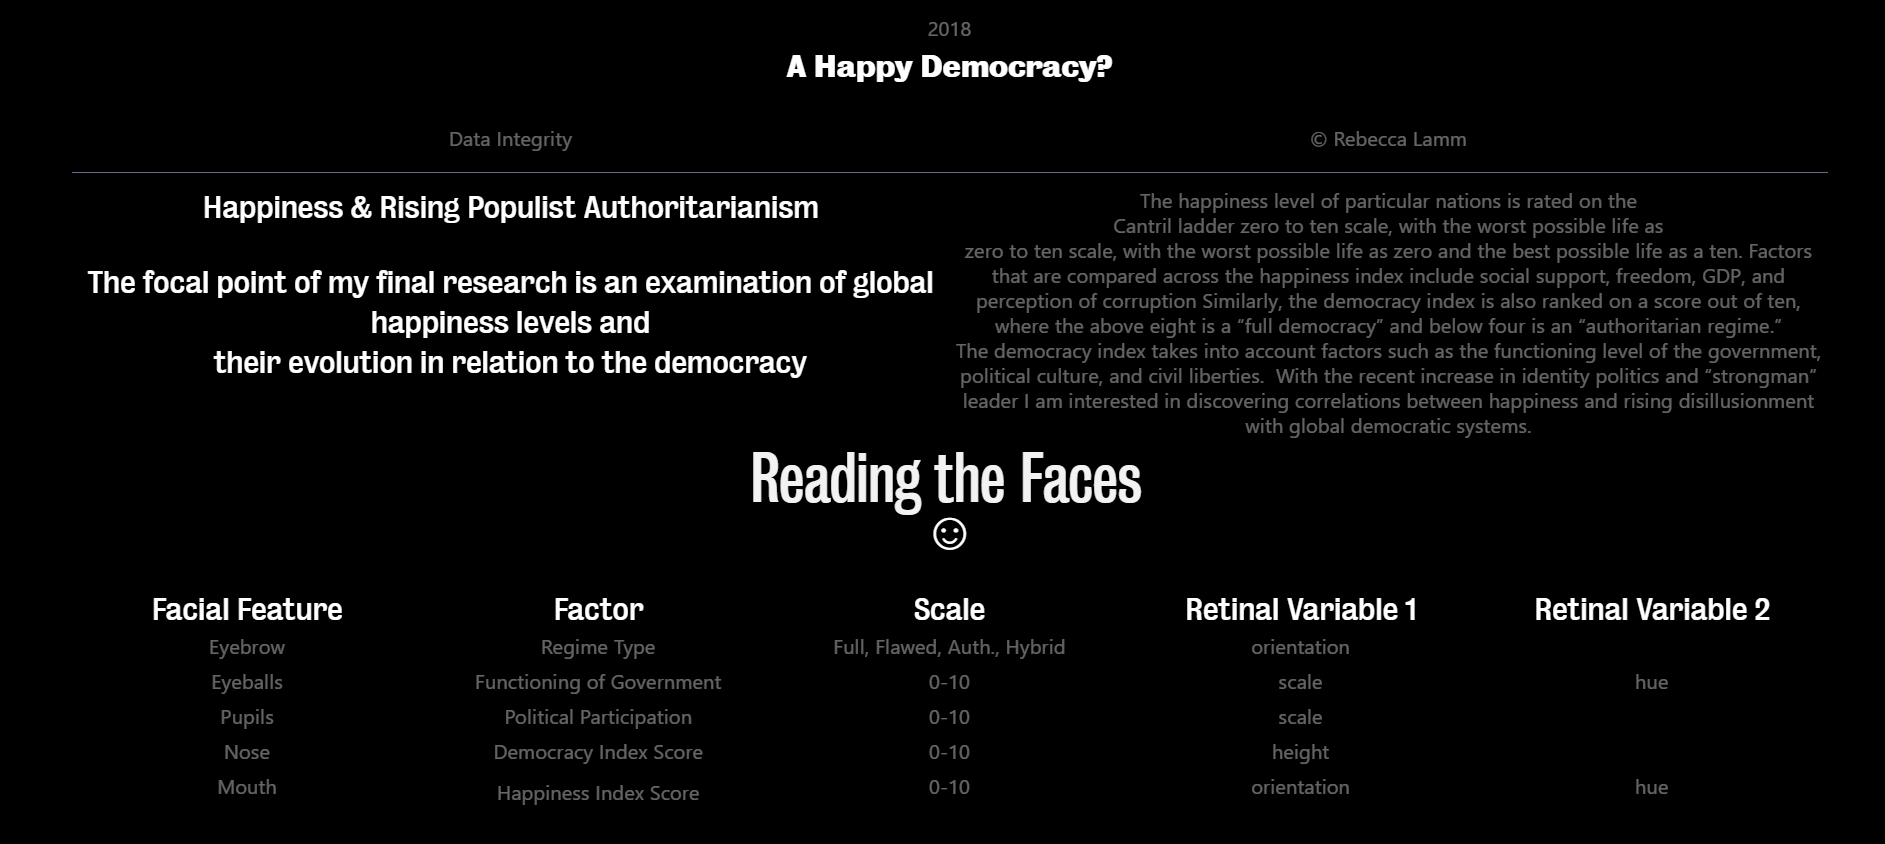 2018
A Happy Democracy?
Data Integrity
© Rebecca Lamm
Happiness & Rising Populist Authoritarianism
The focal point of my final research is an examination of global
happiness levels and
their evolution in relation to the democracy
The happiness level of particular nations is rated on the
Cantril ladder zero to ten scale, with the worst possible life as
zero to ten scale, with the worst possible life as zero and the best possible life as a ten. Factors
that are compared across the happiness index include social support, freedom, GDP, and
perception of corruption Similarly, the democracy index is also ranked on a score out of ten,
where the above eight is a “full democracy” and below four is an “authoritarian regime.”
The democracy index takes into account factors such as the functioning level of the government,
political culture, and civil liberties.  With the recent increase in identity politics and “strongman”
leader I am interested in discovering correlations between happiness and rising disillusionment
with global democratic systems.
Reading the Faces
Facial Feature Factor Scale Retinal Variable 1 Retinal Variable 2
Eyebrow Regime Type Full, Flawed, Auth., Hybrid orientation
Eyeballs Functioning of Government 0-10 scale hue
Pupils Political Participation 0-10 scale
Nose Democracy Index Score 0-10 height
Mouth Happiness Index Score 0-10 orientation hue